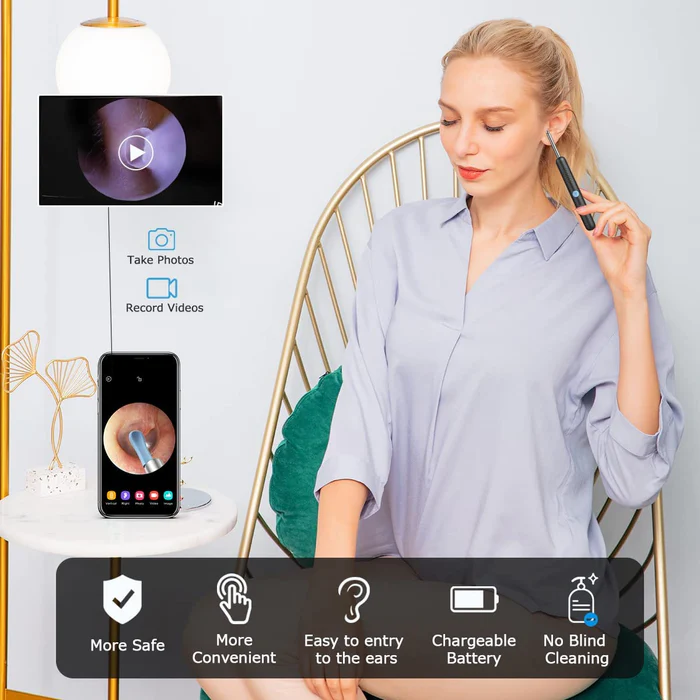 Take Photos
Record Videos
More Safe
More
Convenient
Easy to entry
to the ears
Chargeable
Battery
No Blind
Cleaning